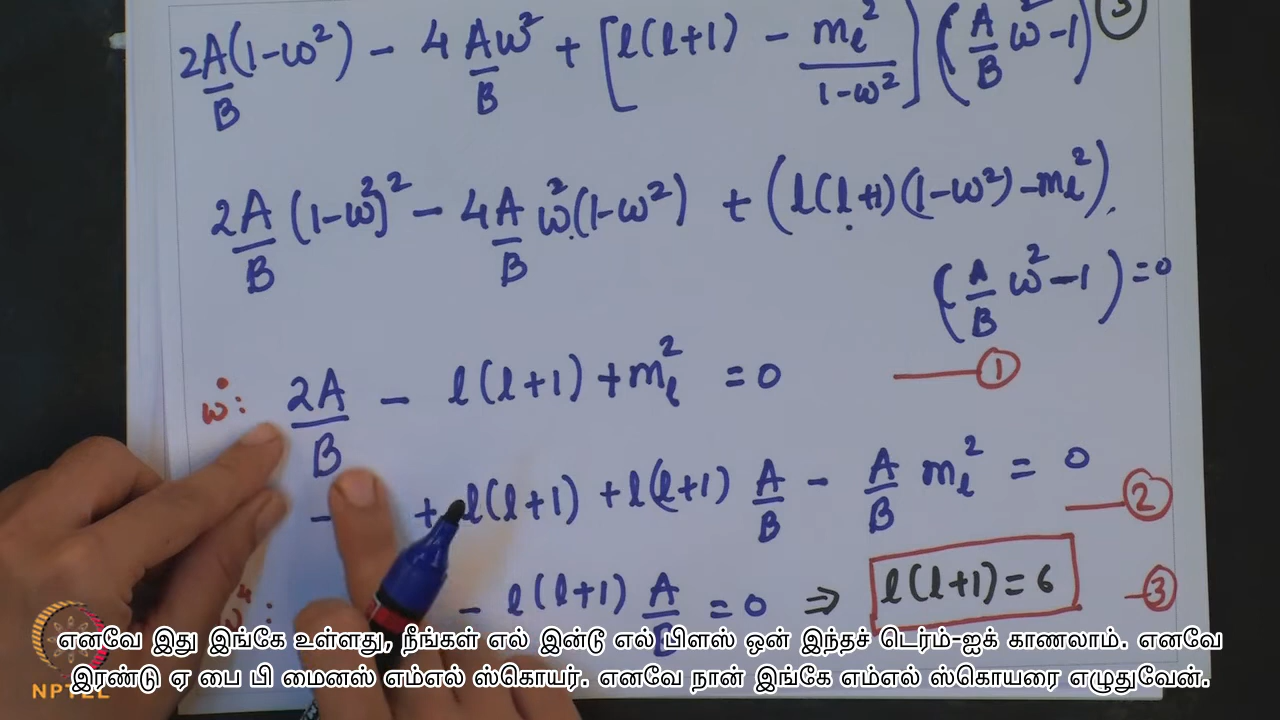 2A/B (1-ω²) - 4 A/B ω² + [l(l+1) - m_l²/(1-ω²)] (A/B ω² - 1) 3
2A/B (1-ω²)² - 4A/B ω² (1-ω²) + (l(l+1)(1-ω²) - m_l²).
(A/B ω² - 1) = 0
ω⁰: 2A/B - l(l+1) + m_l² = 0 —— 1
- + l(l+1) + l(l+1) A/B - A/B m_l² = 0 —— 2
: - l(l+1) A/B = 0 ⇒ l(l+1) = 6 — 3
எனவே இது இங்கே உள்ளது, நீங்கள் எல் இன்டூ எல் பிளஸ் ஒன் இந்தச் டெர்ம்-ஐக் காணலாம். எனவே
இரண்டு ஏ பை பி மைனஸ் எம்எல் ஸ்கொயர். எனவே நான் இங்கே எம்எல் ஸ்கொயரை எழுதுவேன்.
NPTEL